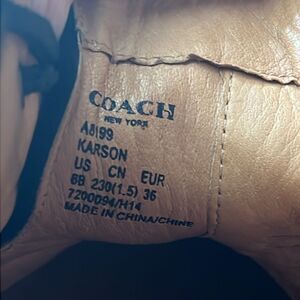 COACH
NEW YORK
A8199
KARSON
US CN EUR
6B 230(1.5) 36
7200094/H14
MADE IN CHINA/CHINE